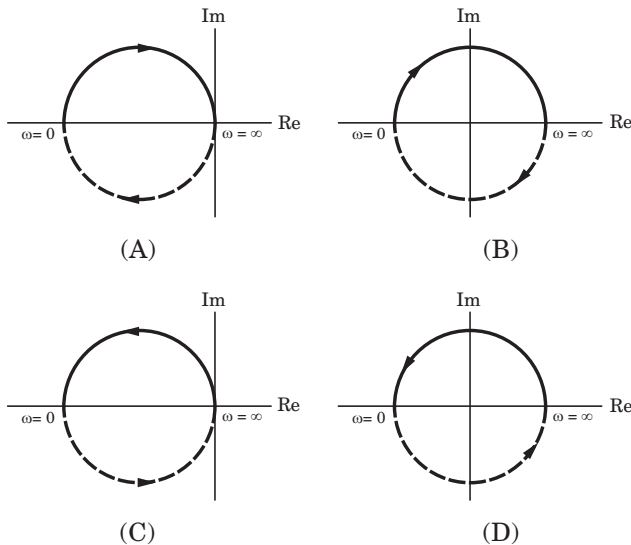 Im Im
Re Re
ω= 0 ω = ∞ ω= 0 ω = ∞
(A) (B)
Im Im
Re Re
ω= 0 ω = ∞ ω= 0 ω = ∞
(C) (D)